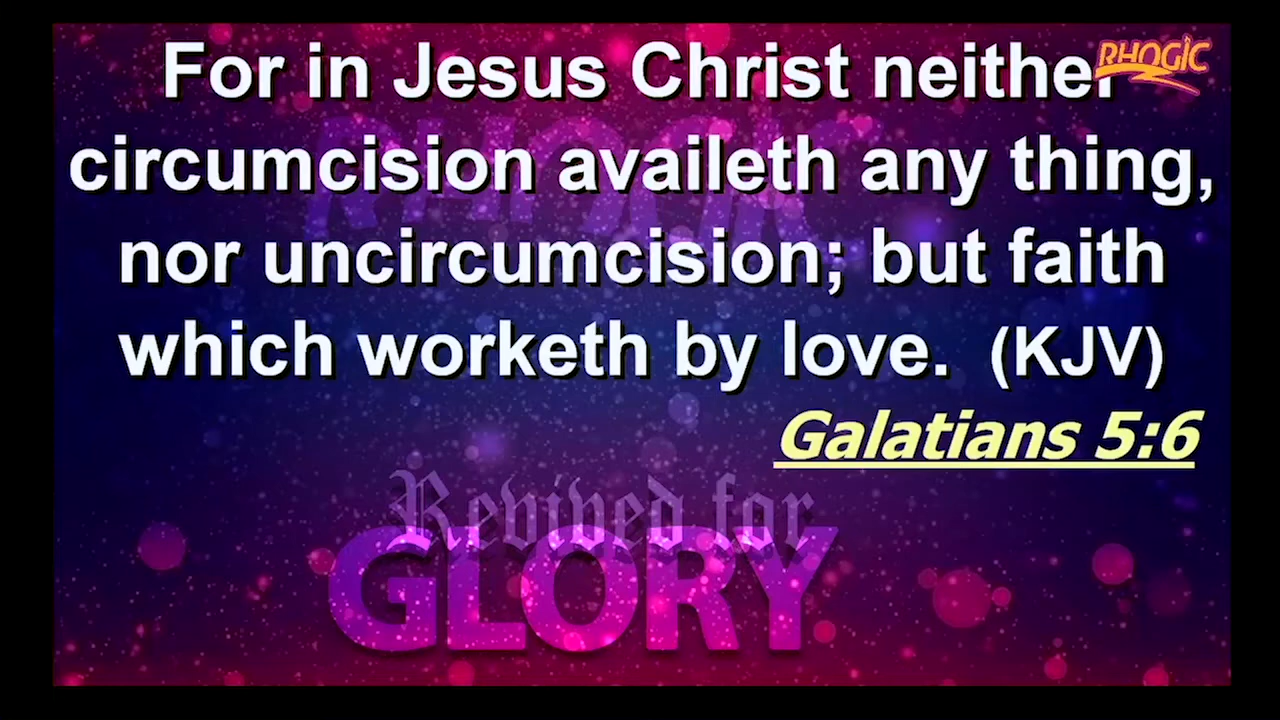 For in Jesus Christ neither
RHOGIC
circumcision availeth any thing,
RHOGIC
nor uncircumcision; but faith
which worketh by love. (KJV)
Galatians 5:6
Revived for
GLORY